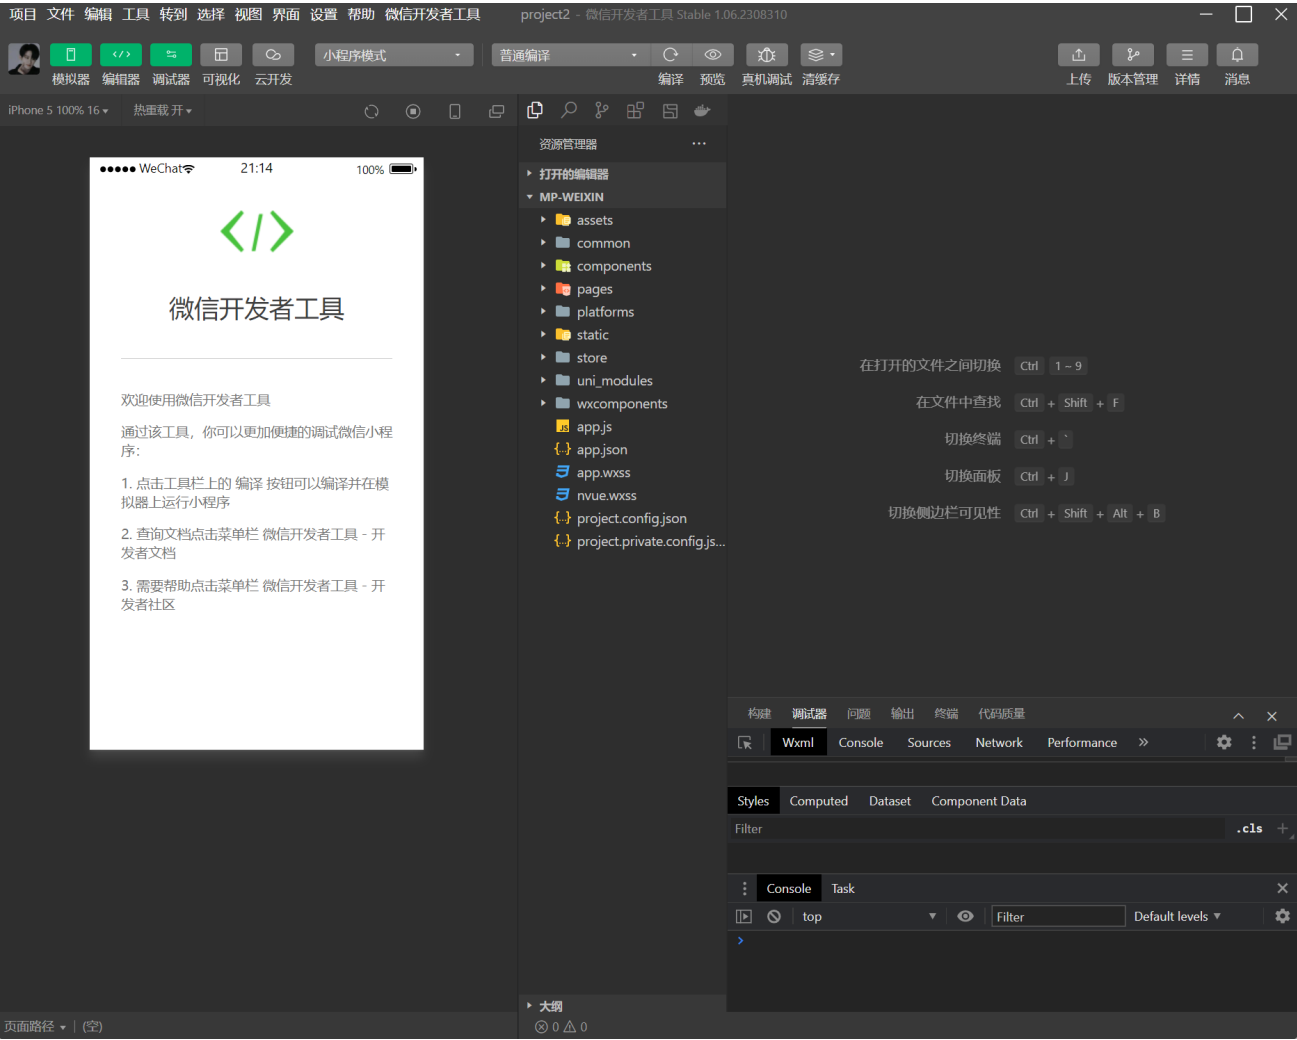 项目 文件 编辑 工具 转到 选择 视图 界面 设置 帮助 微信开发者工具 project2 - 微信开发者工具 Stable 1.06.2308310
小程序模式 普通编译
模拟器 编辑器 调试器 可视化 云开发 编译 预览 真机调试 清缓存 上传 版本管理 详情 消息
iPhone 5 100% 16 热重载 开
WeChat 21:14 100%
</>
微信开发者工具
欢迎使用微信开发者工具
通过该工具，你可以更加便捷的调试微信小程
序：
1. 点击工具栏上的 编译 按钮可以编译并在模
拟器上运行小程序
2. 查询文档点击菜单栏 微信开发者工具 - 开
发者文档
3. 需要帮助点击菜单栏 微信开发者工具 - 开
发者社区
页面路径 (空)
资源管理器 ...
打开的编辑器
MP-WEIXIN
assets
common
components
pages
platforms
static
store
uni_modules
wxcomponents
JS app.js
{..} app.json
app.wxss
nvue.wxss
{..} project.config.json
{..} project.private.config.js...
大纲
0 0
在打开的文件之间切换 Ctrl 1 ~ 9
在文件中查找 Ctrl + Shift + F
切换终端 Ctrl + `
切换面板 Ctrl + J
切换侧边栏可见性 Ctrl + Shift + Alt + B
构建 调试器 问题 输出 终端 代码质量
Wxml Console Sources Network Performance »
Styles Computed Dataset Component Data
Filter .cls +
Console Task
top Filter Default levels
>